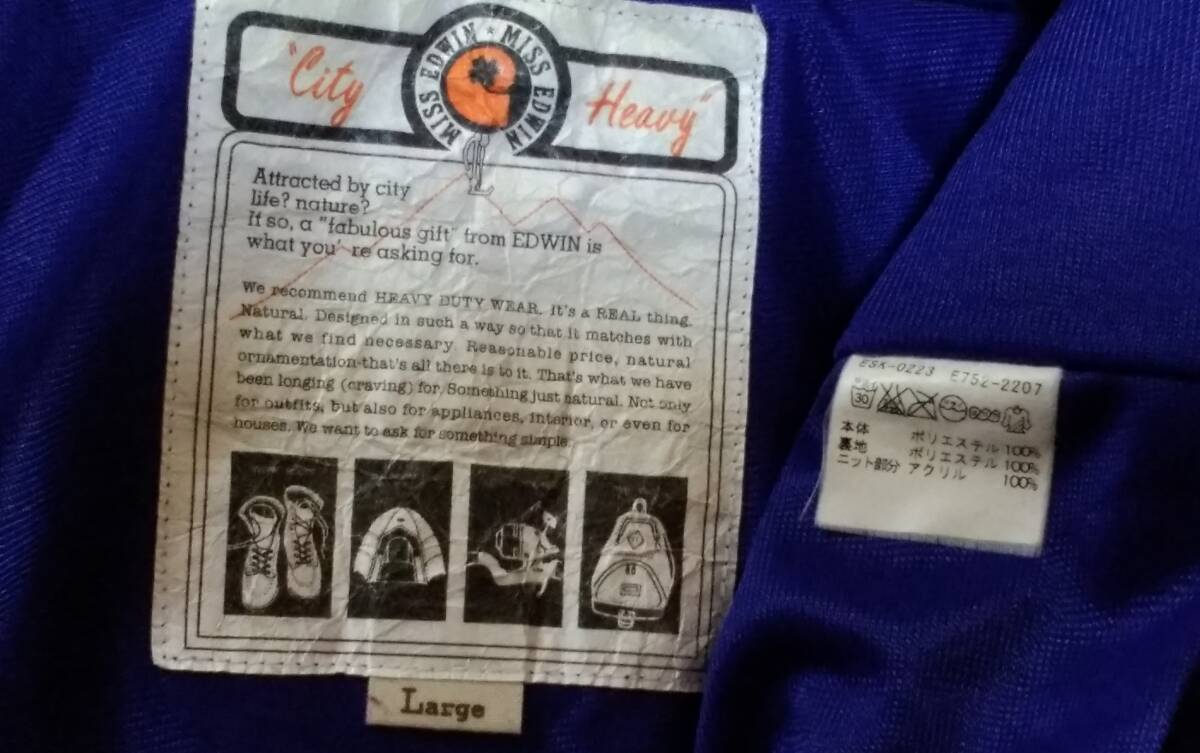 "City
MISS EDWIN ★ MISS EDWIN
Heavy"
Attracted by city
life? nature?
If so, a "fabulous gift" from EDWIN is
what you're asking for.
We recommend HEAVY DUTY WEAR. It's a REAL thing.
Natural. Designed in such a way so that it matches with
what we find necessary. Reasonable price, natural
ornamentation-that's all there is to it. That's what we have
been longing (craving) for. Something just natural. Not only
for outfits, but also for appliances, interior, or even for
houses. We want to ask for something simple.
Large
ESK-0223 E752-2207
30
本体 ポリエステル 100%
裏地 ポリエステル 100%
ニット部分 アクリル 100%